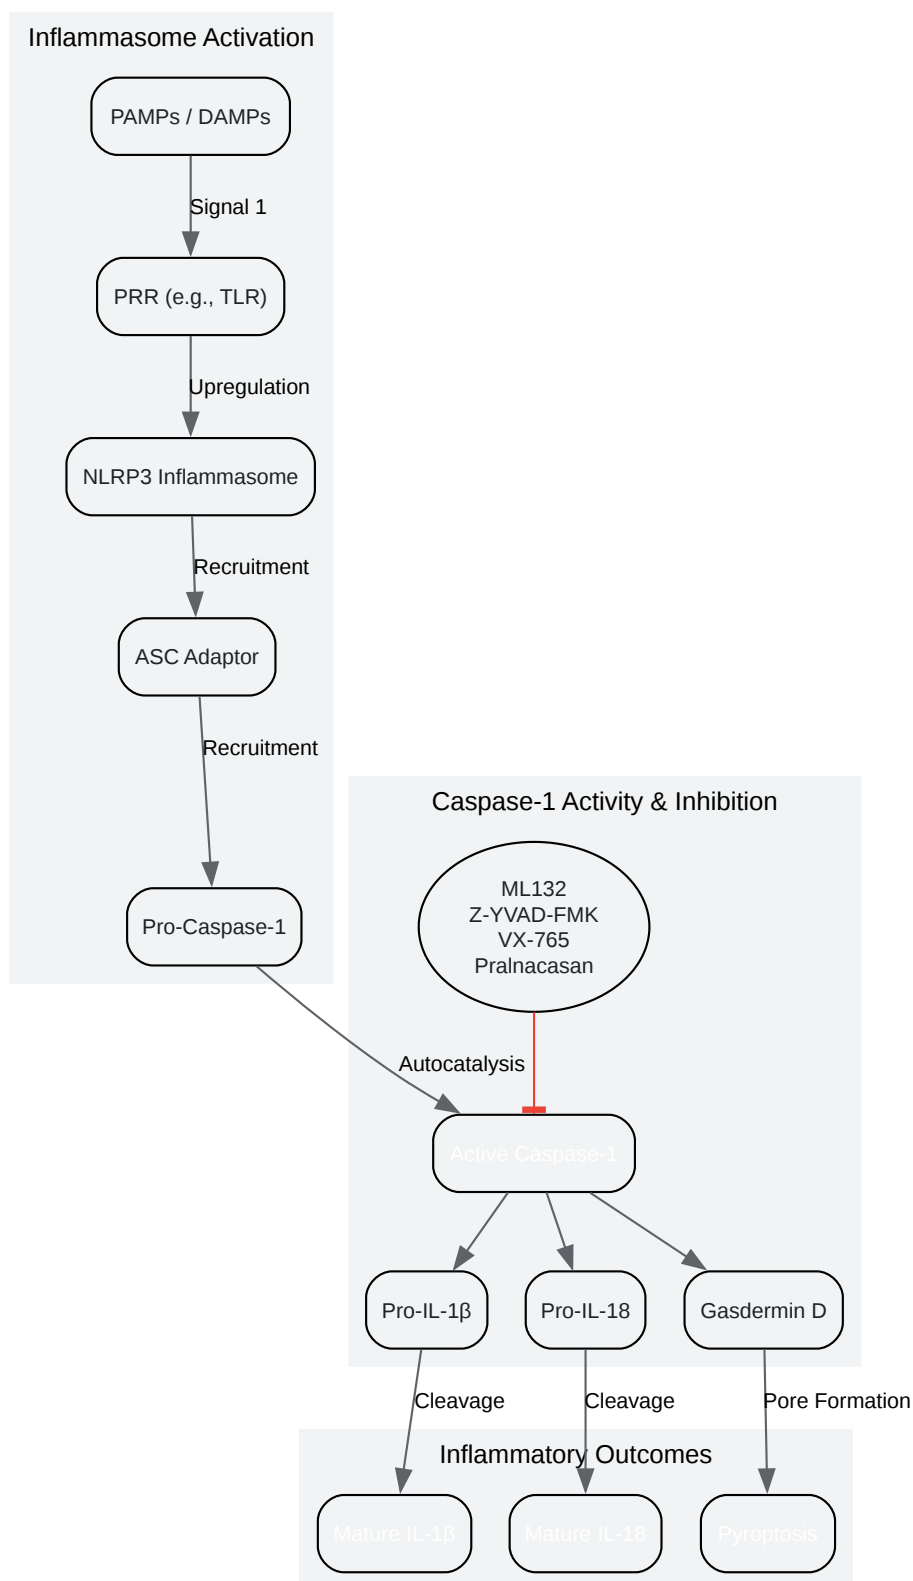 Inflammasome Activation
PAMPs / DAMPs
Signal 1
PRR (e.g., TLR)
Upregulation
NLRP3 Inflammasome
Recruitment
ASC Adaptor
Recruitment
Pro-Caspase-1
Caspase-1 Activity & Inhibition
ML132
Z-YVAD-FMK
VX-765
Pralnacasan
Autocatalysis
Active Caspase-1
Pro-IL-1β
Pro-IL-18
Gasdermin D
Cleavage
Cleavage
Pore Formation
Inflammatory Outcomes
Mature IL-1β
Mature IL-18
Pyroptosis